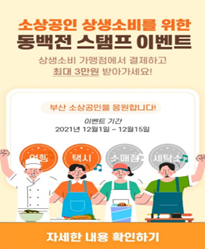 소상공인 상생소비를 위한
동백전 스탬프 이벤트
상생소비 가맹점에서 결제하고
최대 3만원 받아가세요!
부산 소상공인을 응원합니다!
이벤트 기간
2021년 12월1일 ~ 12월15일
택시 소매점 세탁소
자세한 내용 확인하기